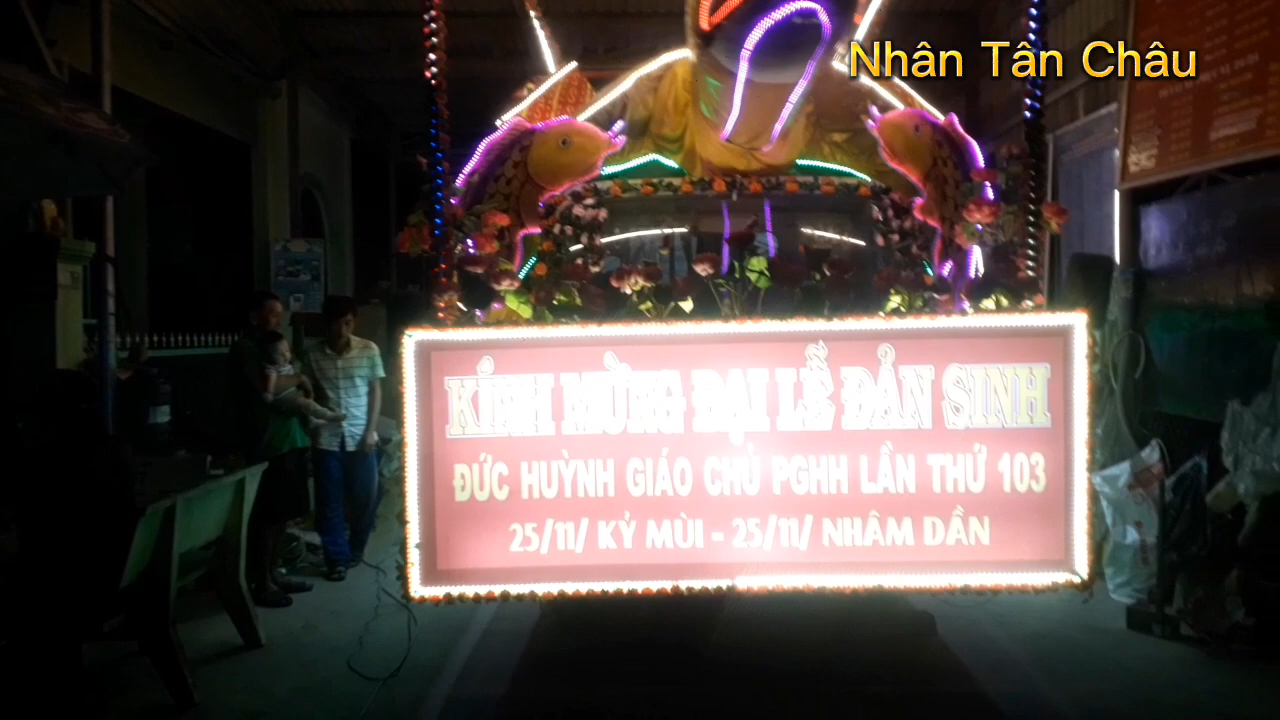 Nhân Tân Châu
KÍNH MỪNG ĐẠI LỄ ĐẢN SINH
ĐỨC HUỲNH GIÁO CHỦ PGHH LẦN THỨ 103
25/11/ KỶ MÙI - 25/11/ NHÂM DẦN